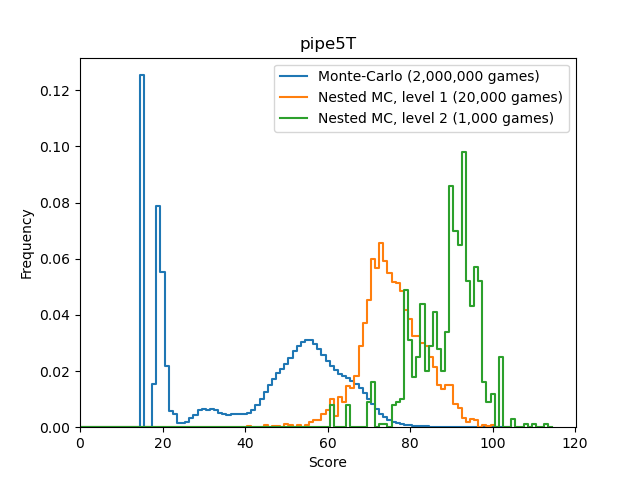 pipe5T
Monte-Carlo (2,000,000 games)
Nested MC, level 1 (20,000 games)
Nested MC, level 2 (1,000 games)
Frequency
0.12
0.10
0.08
0.06
0.04
0.02
0.00
0 20 40 60 80 100 120
Score